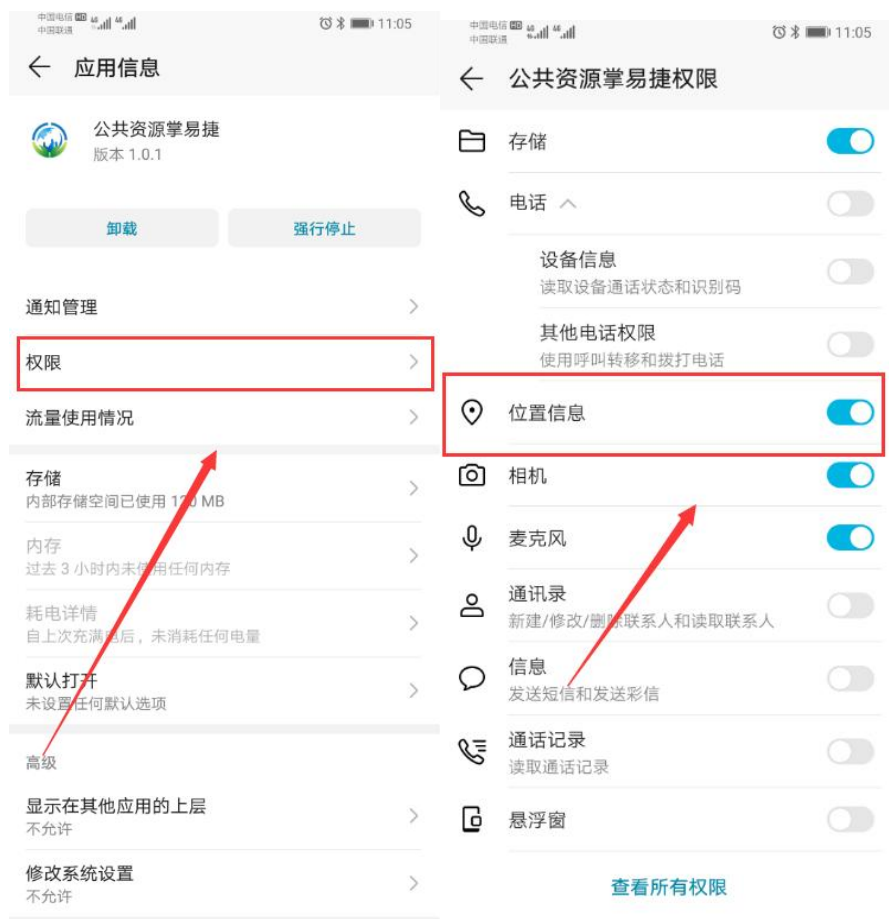 中国电信 HD
中国联通
11:05
应用信息
公共资源掌易捷
版本 1.0.1
卸载
强行停止
通知管理
权限
流量使用情况
存储
内部存储空间已使用 MB
内存
过去 3 小时内未使用任何内存
耗电详情
自上次充满电后，未消耗任何电量
默认打开
未设置任何默认选项
高级
显示在其他应用的上层
不允许
修改系统设置
不允许
中国电信 HD
中国联通
11:05
公共资源掌易捷权限
存储
电话
设备信息
读取设备通话状态和识别码
其他电话权限
使用呼叫转移和拨打电话
位置信息
相机
麦克风
通讯录
新建/修改/删除联系人和读取联系人
信息
发送短信和发送彩信
通话记录
读取通话记录
悬浮窗
查看所有权限